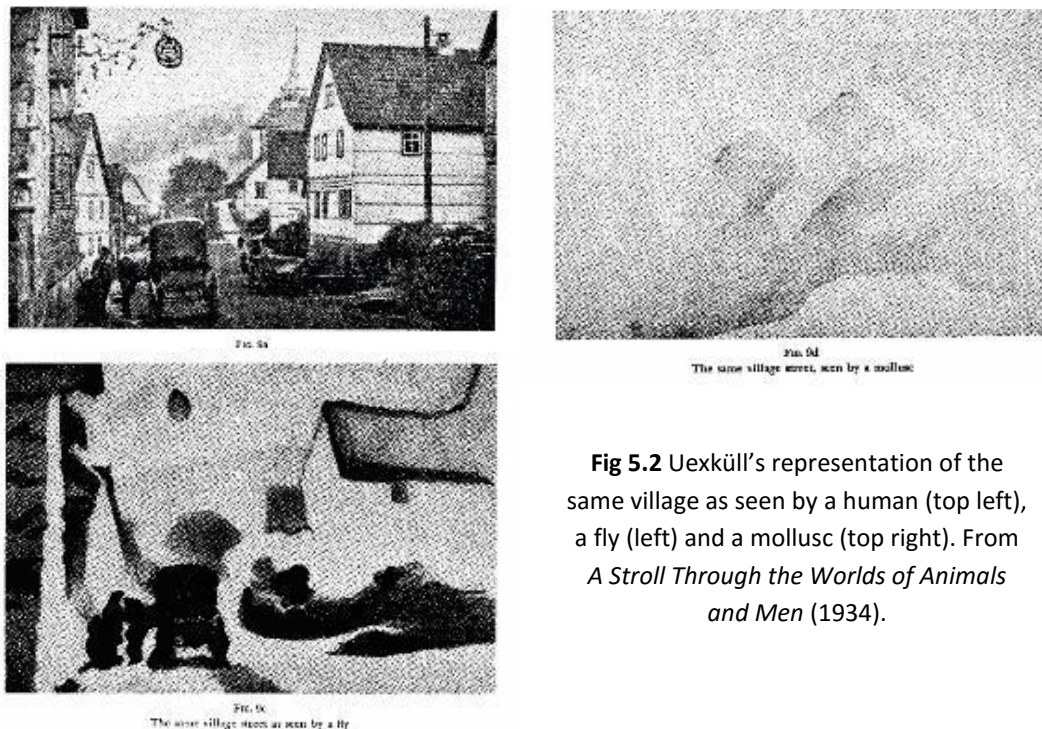 FIG. 9a
FIG. 9d
The same village street, seen by a mollusc
FIG. 9c
The same village street as seen by a fly
Fig 5.2 Uexküll’s representation of the
same village as seen by a human (top left),
a fly (left) and a mollusc (top right). From
A Stroll Through the Worlds of Animals
and Men (1934).